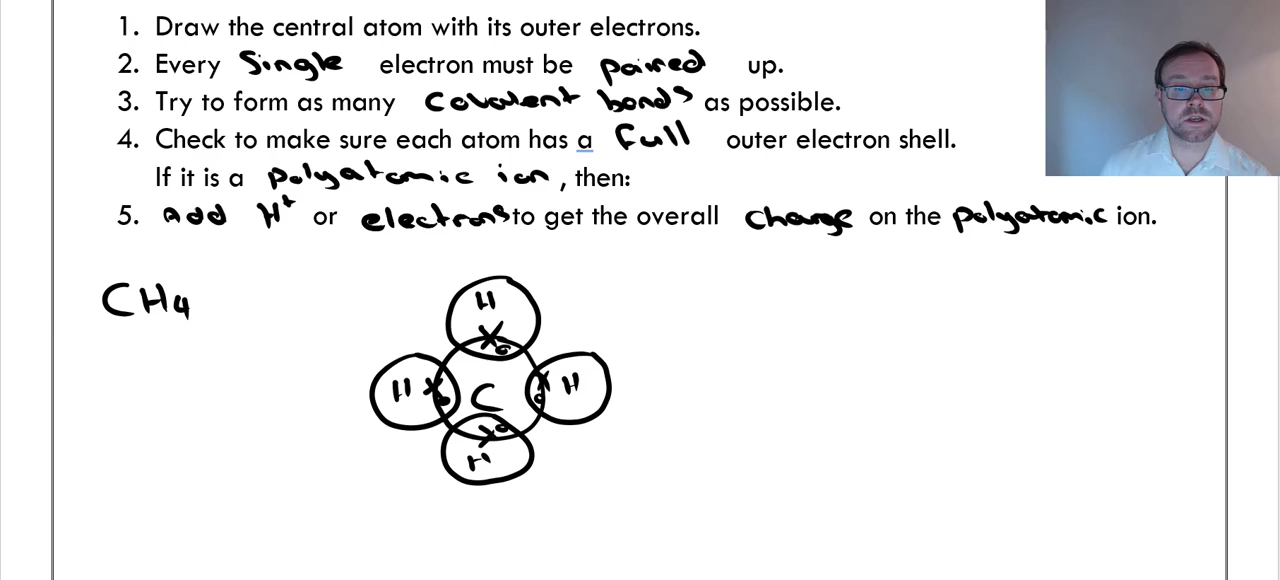 1. Draw the central atom with its outer electrons.
2. Every Single electron must be paired up.
3. Try to form as many covalent bonds as possible.
4. Check to make sure each atom has a full outer electron shell.
If it is a polyatomic ion, then:
5. Add H+ or electrons to get the overall charge on the polyatomic ion.
CH4
H
H C H
H